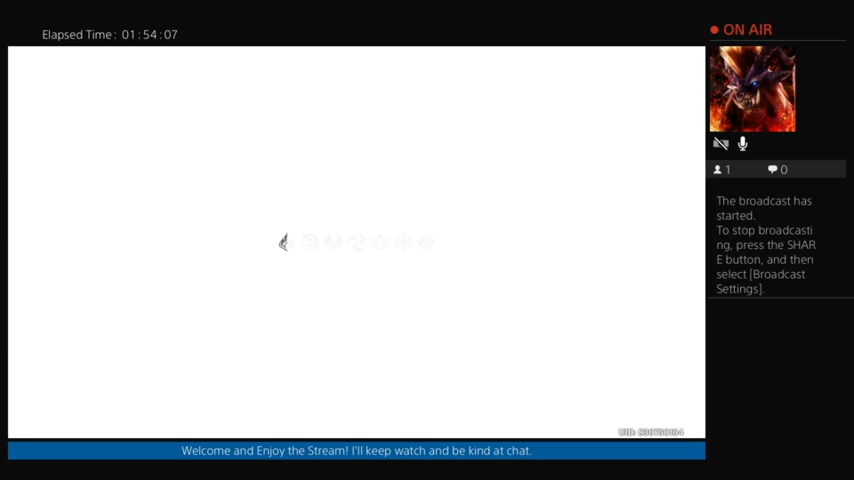 Elapsed Time: 01:54:07
ON AIR
1 0
The broadcast has
started.
To stop broadcasti
ng, press the SHAR
E button, and then
select [Broadcast
Settings].
Welcome and Enjoy the Stream! I'll keep watch and be kind at chat.